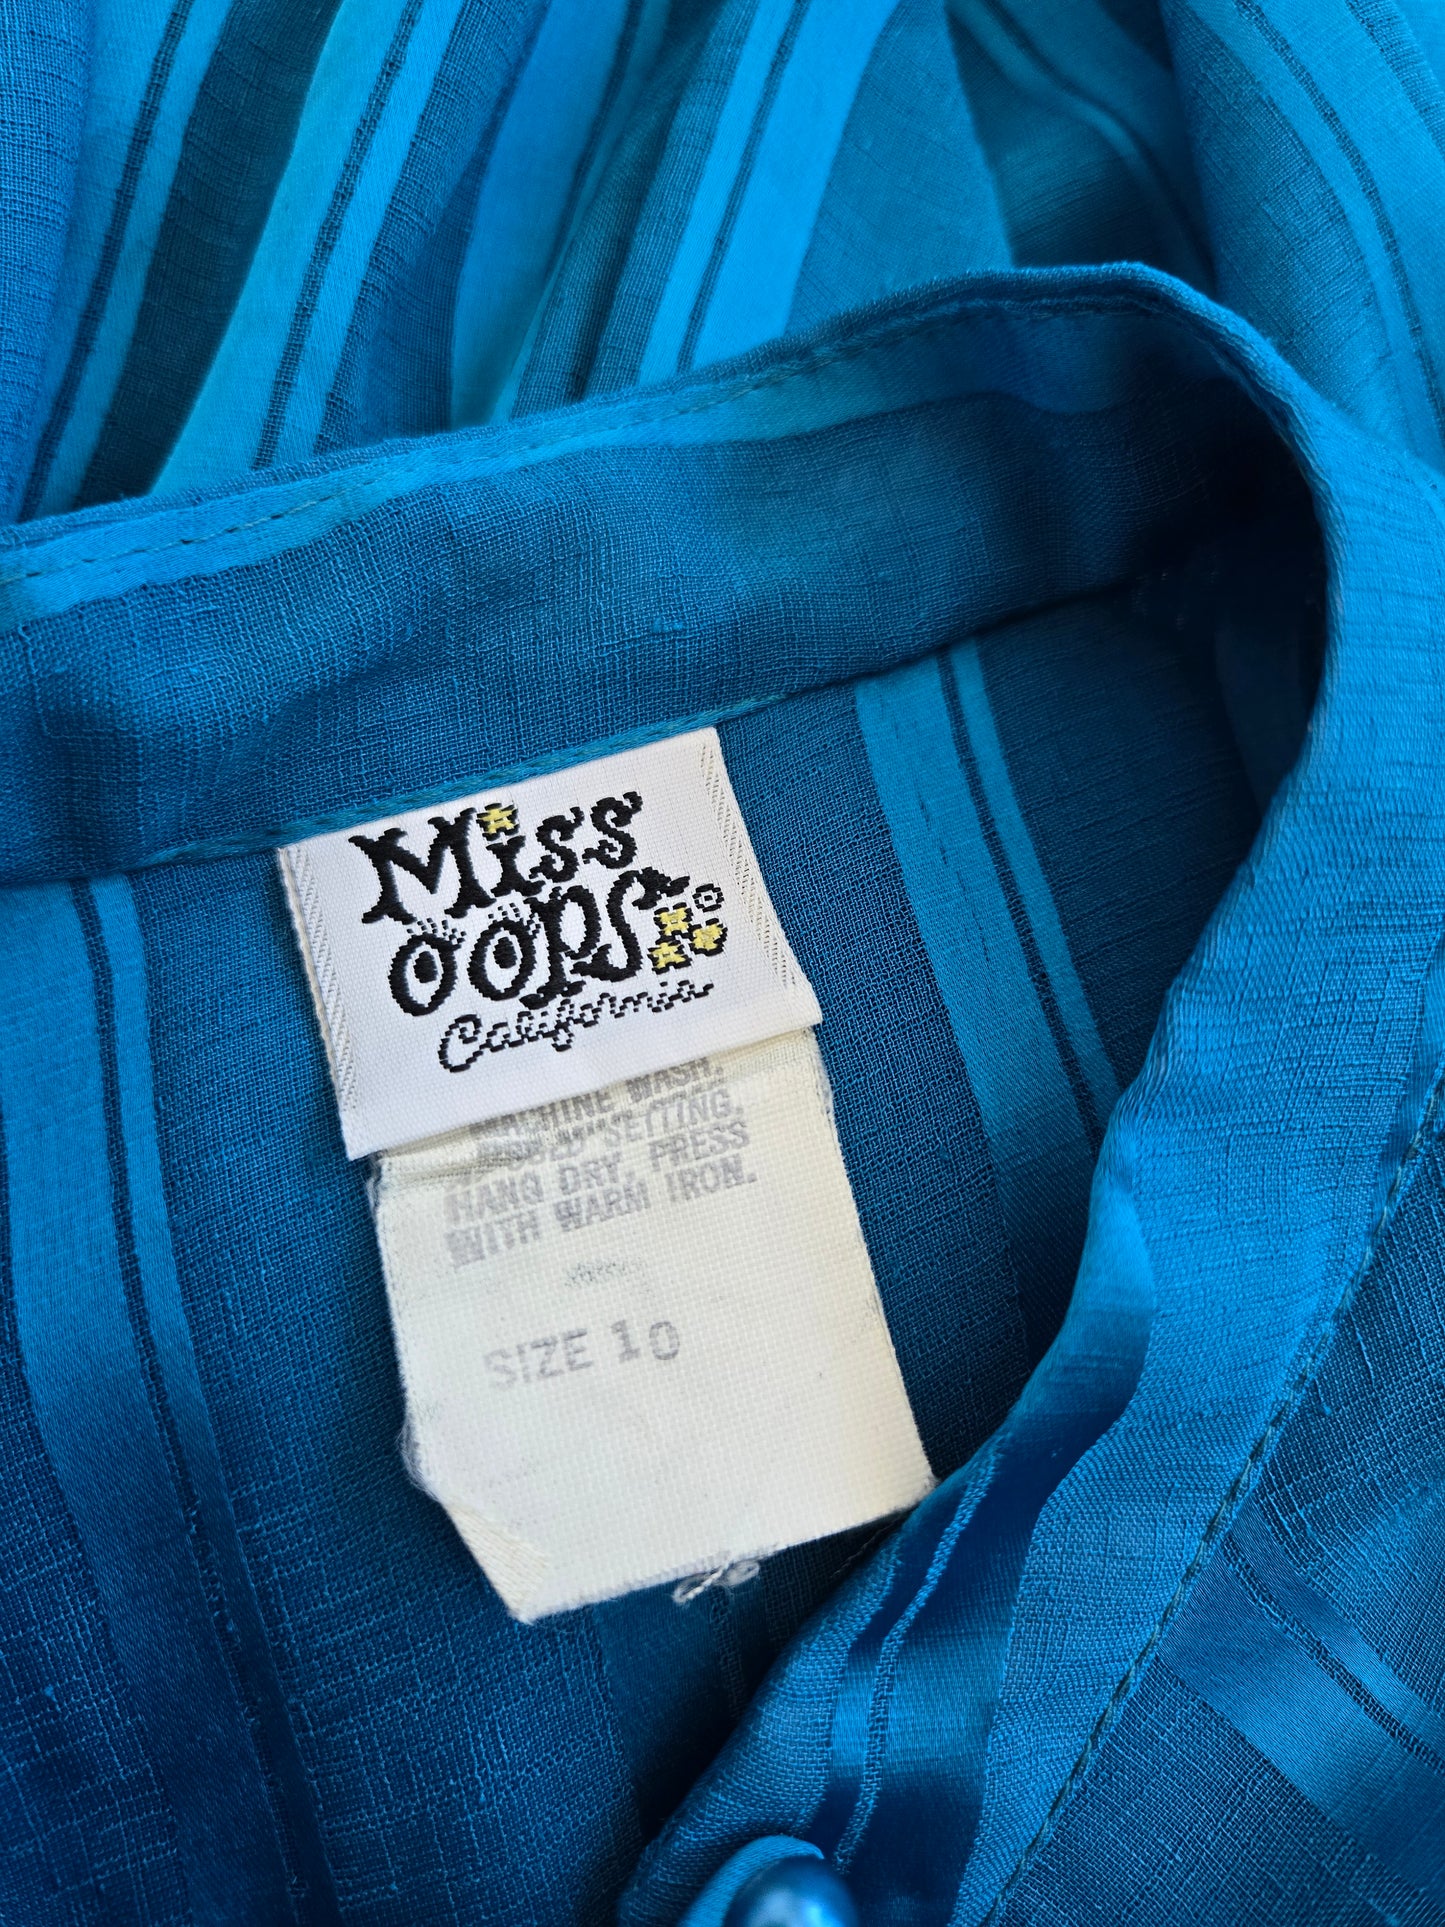 Miss
OOPS ®
California
MACHINE WASH.
"COLD" SETTING.
HANG DRY, PRESS
WITH WARM IRON.
SIZE 10